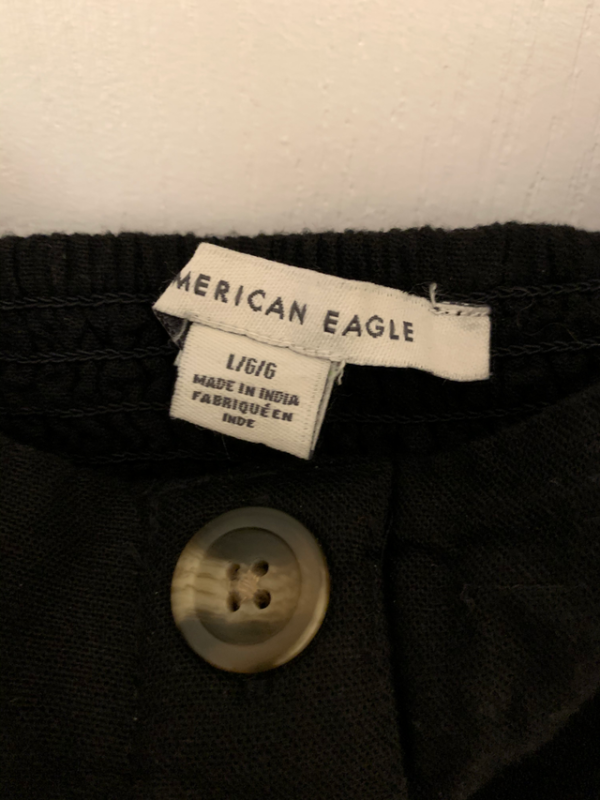 MERICAN EAGLE
L/G/G
MADE IN INDIA
FABRIQUÉ EN
INDE